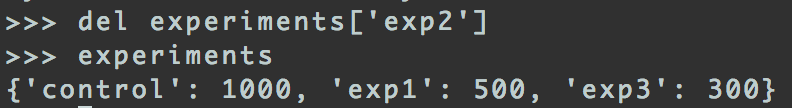 >>> del experiments['exp2']
>>> experiments
{'control': 1000, 'exp1': 500, 'exp3': 300}